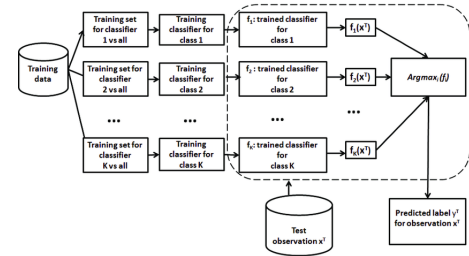 Training
data
Training set
for classifier
1 vs all
Training
classifier for
class 1
f₁: trained classifier
for
class 1
f₁(xᵀ)
Training set for
classifier
2 vs all
Training
classifier for
class 2
f₂ : trained classifier
for
class 2
f₂(xᵀ)
Argmaxᵢ(fᵢ)
...
...
...
...
Training set
for classifier
K vs all
Training
classifier for
class K
fₖ: trained classifier
for
class K
fₖ(xᵀ)
Test
observation xᵀ
Predicted label yᵀ
for observation xᵀ